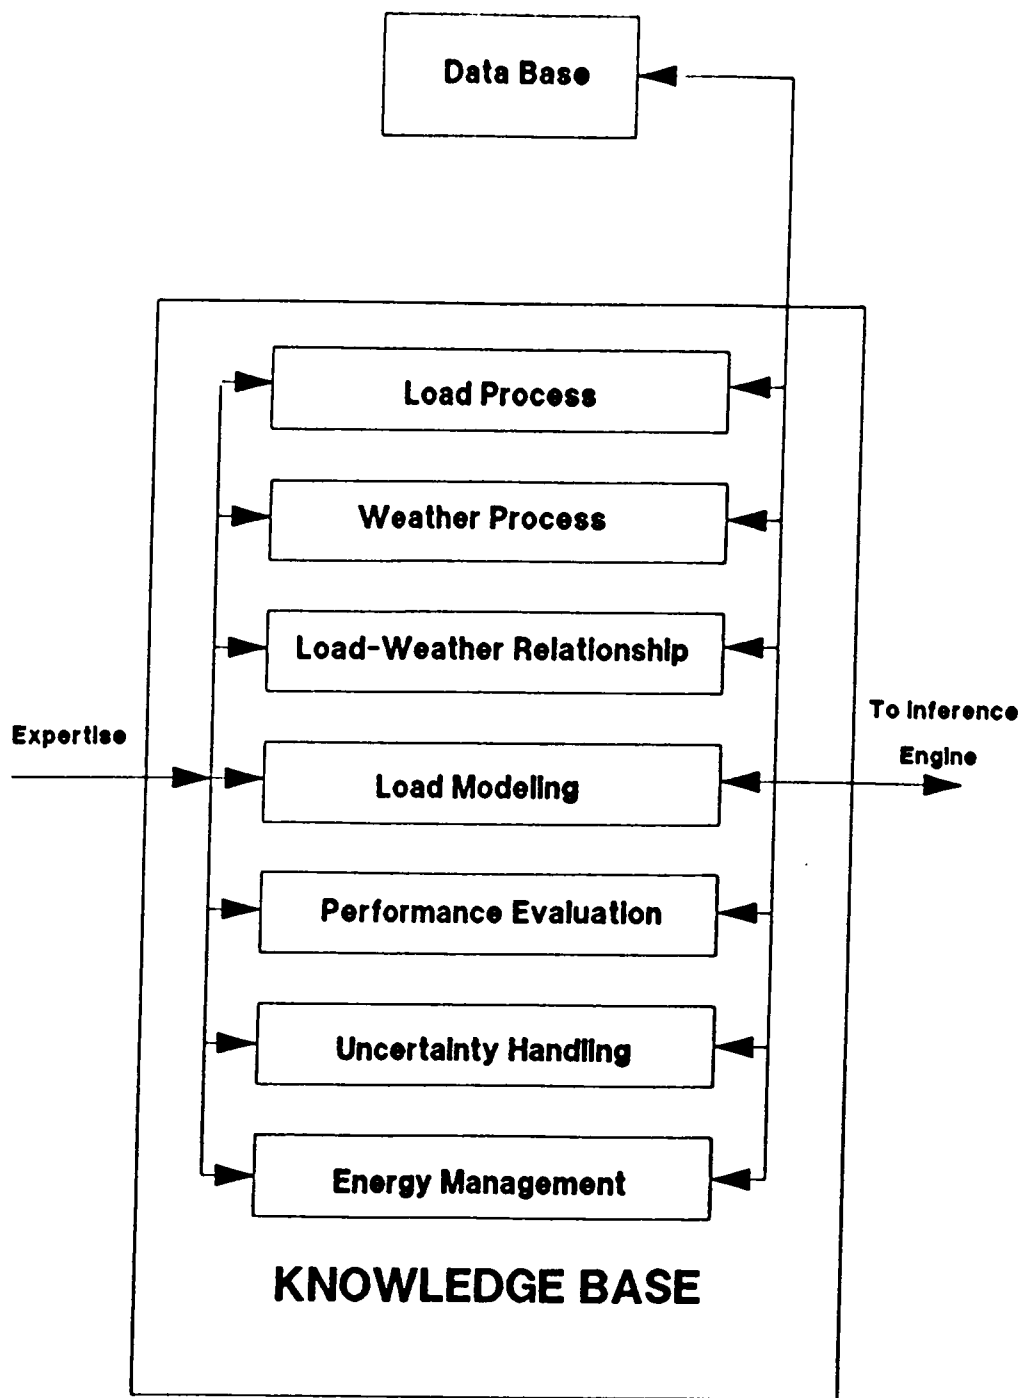 Data Base
Load Process
Weather Process
Load-Weather Relationship
Expertise
To Inference
Engine
Load Modeling
Performance Evaluation
Uncertainty Handling
Energy Management
KNOWLEDGE BASE